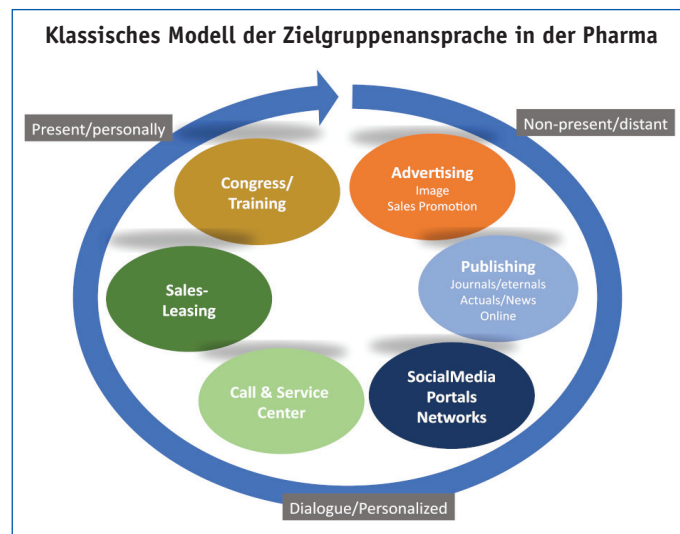 Klassisches Modell der Zielgruppenansprache in der Pharma
Present/personally
Non-present/distant
Congress/
Training
Advertising
Image
Sales Promotion
Sales-
Leasing
Publishing
Journals/eternals
Actuals/News
Online
Call & Service
Center
SocialMedia
Portals
Networks
Dialogue/Personalized